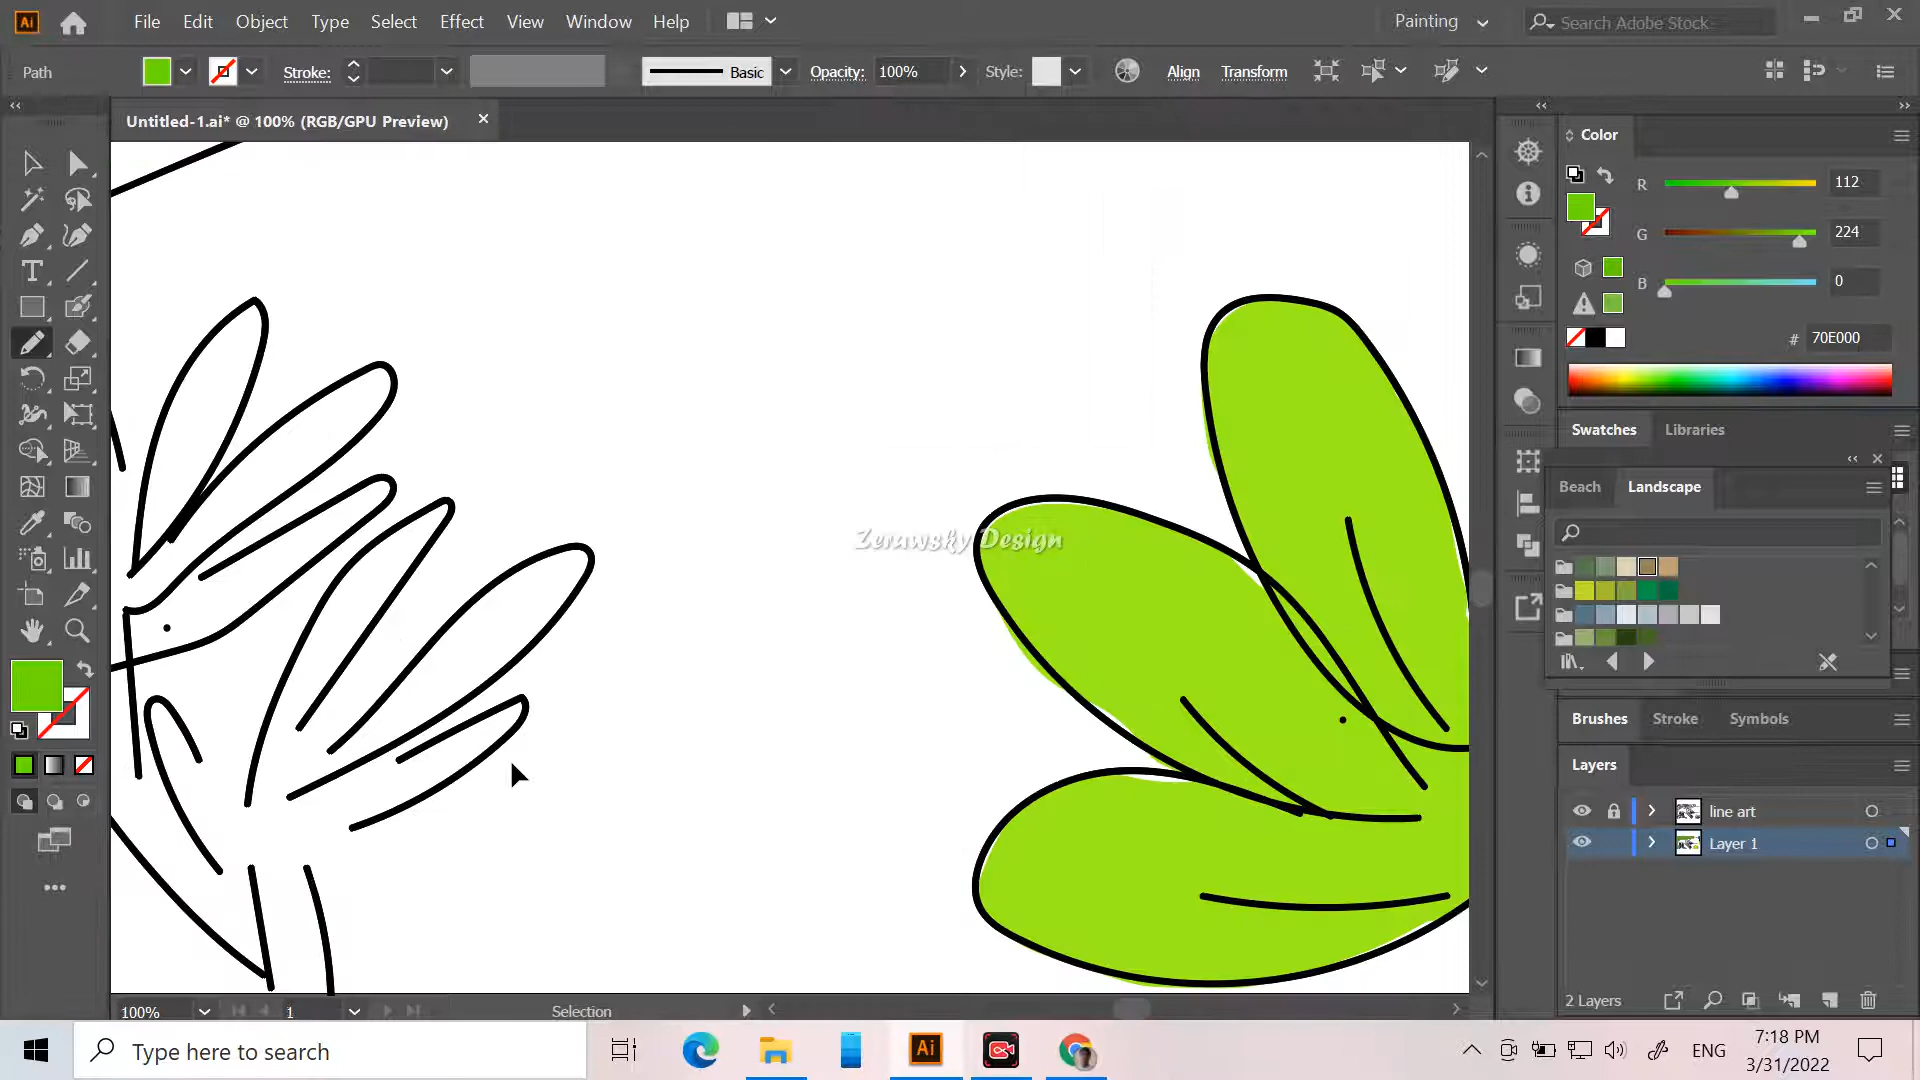 Ai File Edit Object Type Select Effect View Window Help Painting Search Adobe Stock
Path Stroke: Basic Opacity: 100% Style: Align Transform
Untitled-1.ai* @ 100% (RGB/GPU Preview)
Color
R 112
G 224
B 0
# 70E000
Swatches Libraries
Beach Landscape
Zerawsky Design
Brushes Stroke Symbols
Layers
line art
Layer 1
2 Layers
100% 1 Selection
Type here to search
Ai
ENG
7:18 PM
3/31/2022